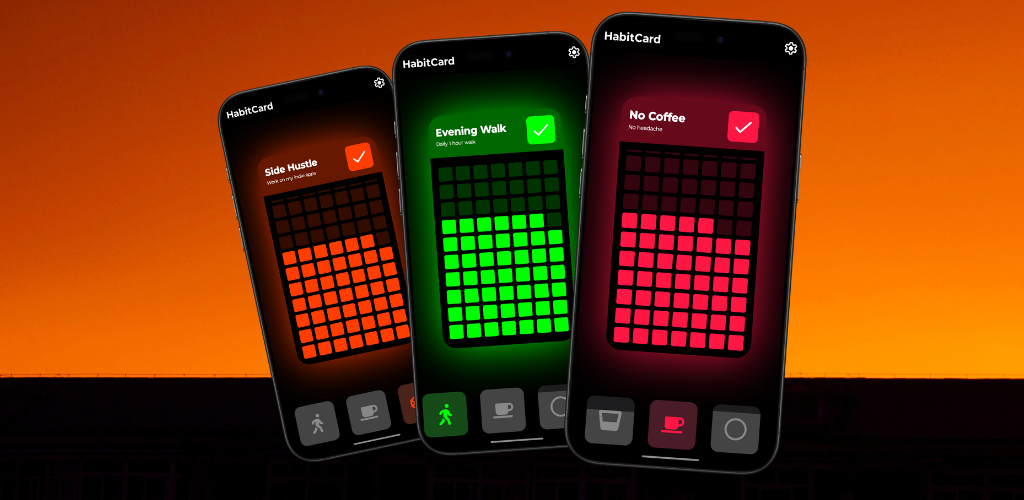 HabitCard
Side Hustle
Work on my indie apps
HabitCard
Evening Walk
Daily 1 hour walk
HabitCard
No Coffee
No headache